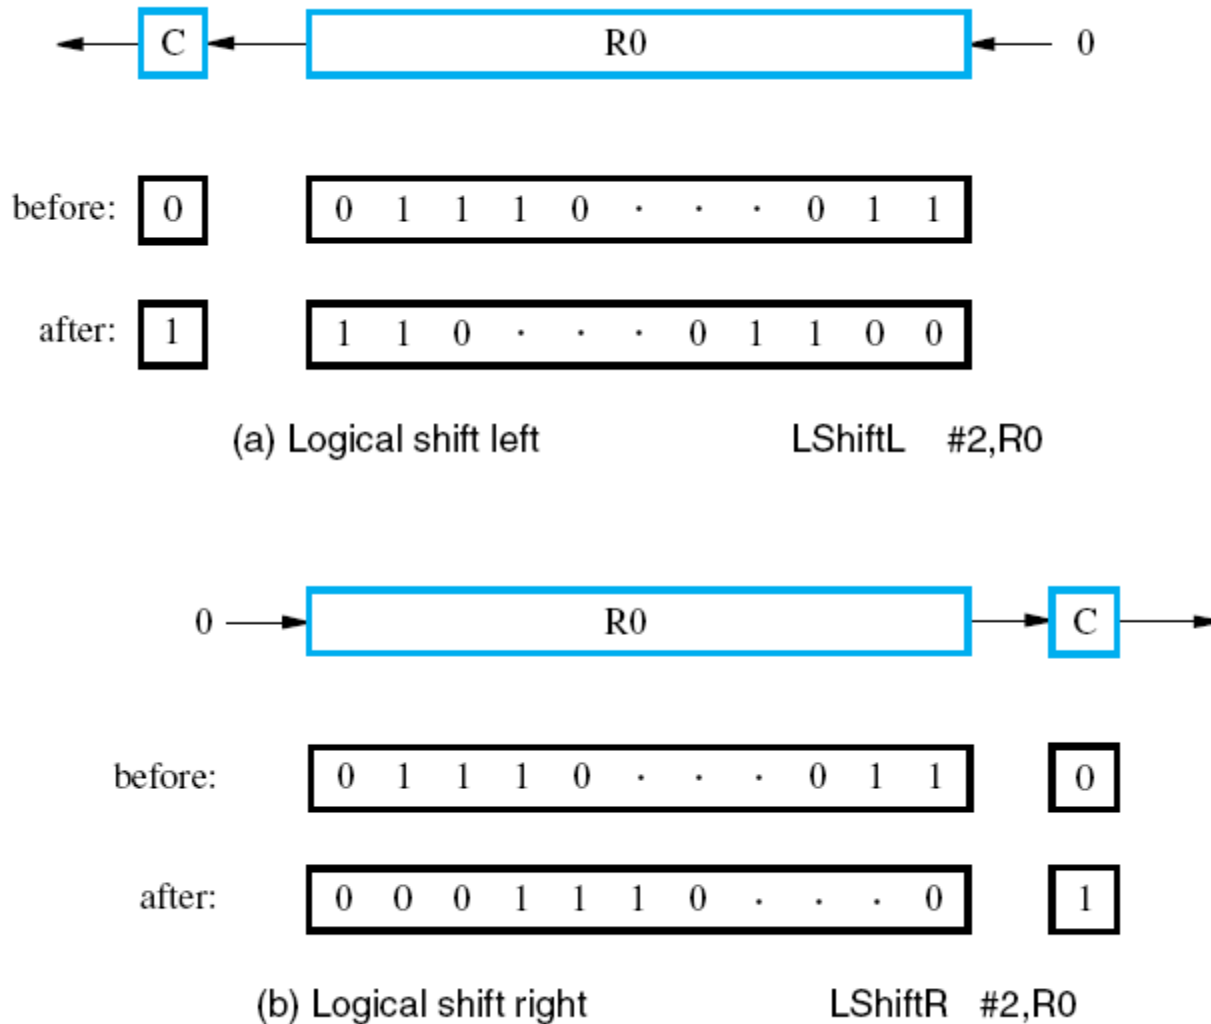 C R0 0
before: 0 0 1 1 1 0 · · · 0 1 1
after: 1 1 1 0 · · · 0 1 1 0 0
(a) Logical shift left LShiftL #2,R0
0 R0 C
before: 0 1 1 1 0 · · · 0 1 1 0
after: 0 0 0 1 1 1 0 · · · 0 1
(b) Logical shift right LShiftR #2,R0